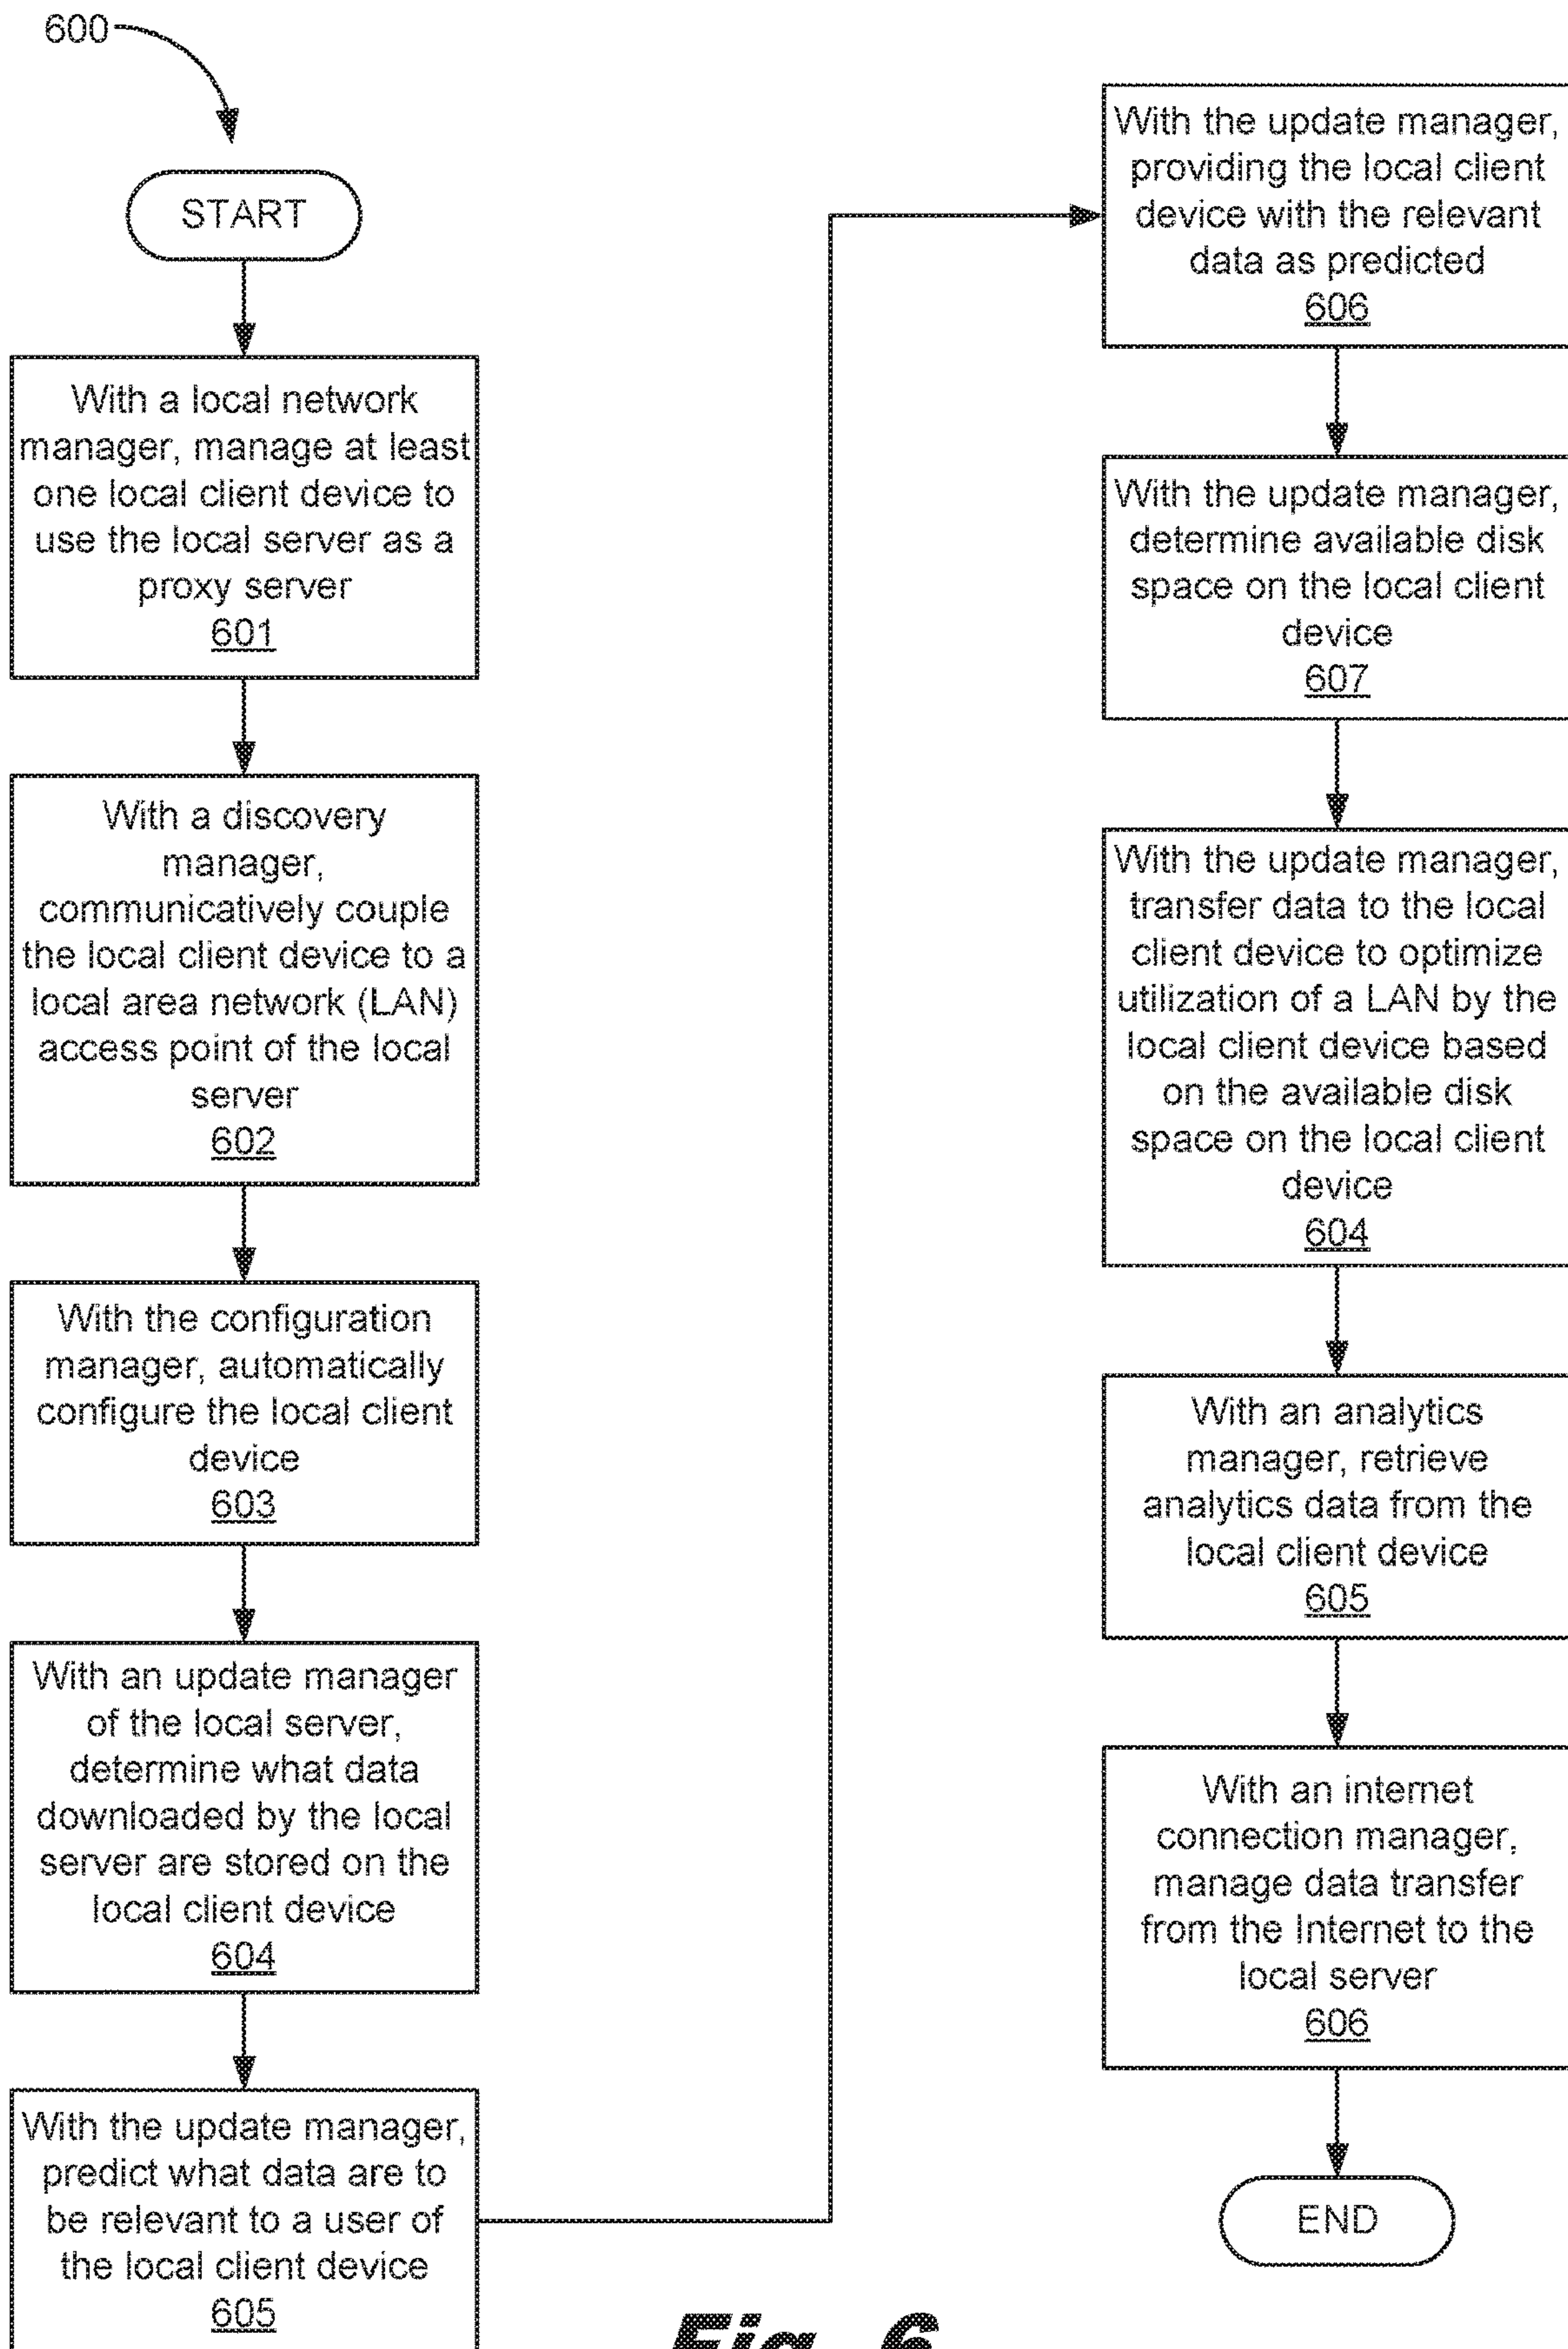 600
START
With a local network
manager, manage at least
one local client device to
use the local server as a
proxy server
601
With a discovery
manager,
communicatively couple
the local client device to a
local area network (LAN)
access point of the local
server
602
With the configuration
manager, automatically
configure the local client
device
603
With an update manager
of the local server,
determine what data
downloaded by the local
server are stored on the
local client device
604
With the update manager,
predict what data are to
be relevant to a user of
the local client device
605
With the update manager,
providing the local client
device with the relevant
data as predicted
606
With the update manager,
determine available disk
space on the local client
device
607
With the update manager,
transfer data to the local
client device to optimize
utilization of a LAN by the
local client device based
on the available disk
space on the local client
device
604
With an analytics
manager, retrieve
analytics data from the
local client device
605
With an internet
connection manager,
manage data transfer
from the Internet to the
local server
606
END
Fig. 6